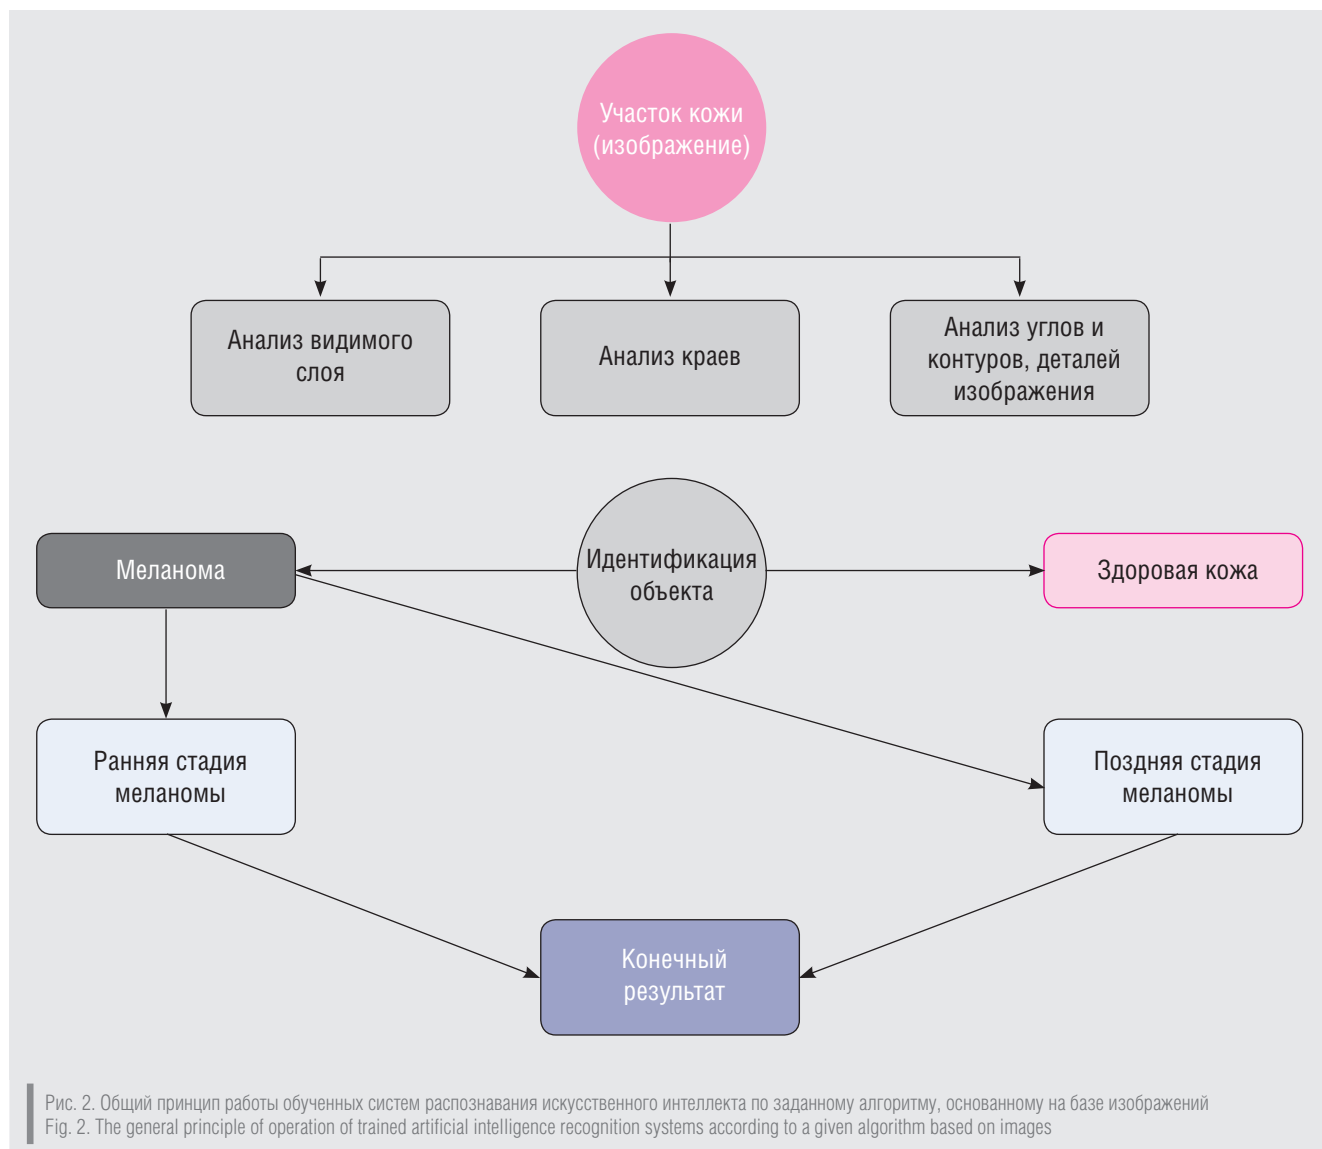 Участок кожи
(изображение)
Анализ видимого
слоя
Анализ краев
Анализ углов и
контуров, деталей
изображения
Меланома
Идентификация
объекта
Здоровая кожа
Ранняя стадия
меланомы
Поздняя стадия
меланомы
Конечный
результат
Рис. 2. Общий принцип работы обученных систем распознавания искусственного интеллекта по заданному алгоритму, основанному на базе изображений
Fig. 2. The general principle of operation of trained artificial intelligence recognition systems according to a given algorithm based on images